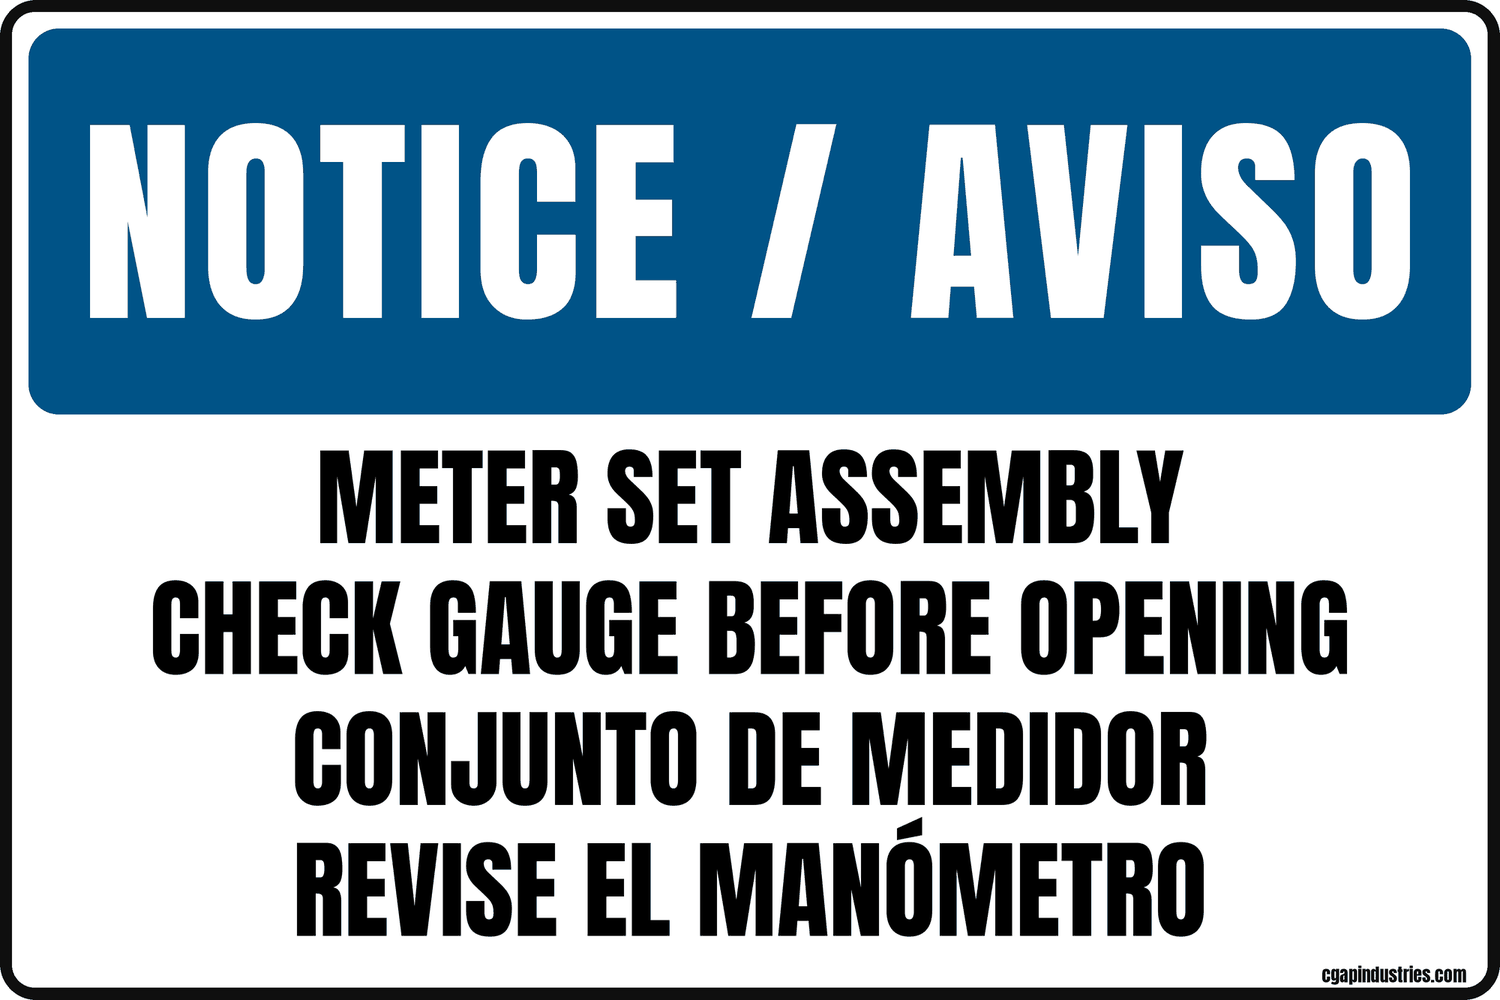 NOTICE / AVISO
METER SET ASSEMBLY
CHECK GAUGE BEFORE OPENING
CONJUNTO DE MEDIDOR
REVISE EL MANÓMETRO
cgapindustries.com